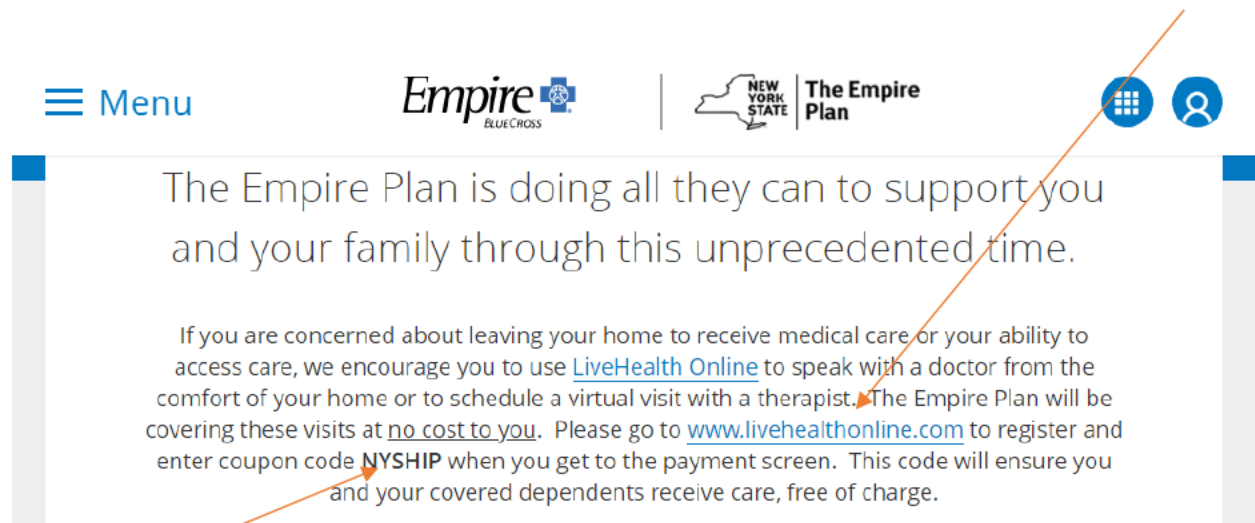 Menu
Empire
BLUECROSS
NEW
YORK
STATE
The Empire
Plan
The Empire Plan is doing all they can to support you
and your family through this unprecedented time.
If you are concerned about leaving your home to receive medical care or your ability to
access care, we encourage you to use LiveHealth Online to speak with a doctor from the
comfort of your home or to schedule a virtual visit with a therapist. The Empire Plan will be
covering these visits at no cost to you. Please go to www.livehealthonline.com to register and
enter coupon code NYSHIP when you get to the payment screen. This code will ensure you
and your covered dependents receive care, free of charge.